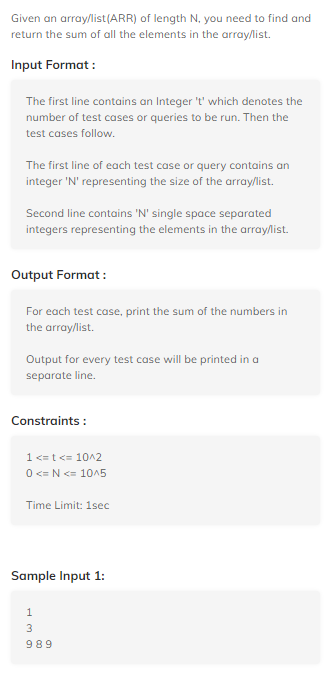 Given an array/list(ARR) of length N, you need to find and
return the sum of all the elements in the array/list.
Input Format :
The first line contains an Integer 't' which denotes the
number of test cases or queries to be run. Then the
test cases follow.
The first line of each test case or query contains an
integer 'N' representing the size of the array/list.
Second line contains 'N' single space separated
integers representing the elements in the array/list.
Output Format :
For each test case, print the sum of the numbers in
the array/list.
Output for every test case will be printed in a
separate line.
Constraints :
1 <= t <= 10^2
0 <= N <= 10^5
Time Limit: 1sec
Sample Input 1:
1
3
9 8 9